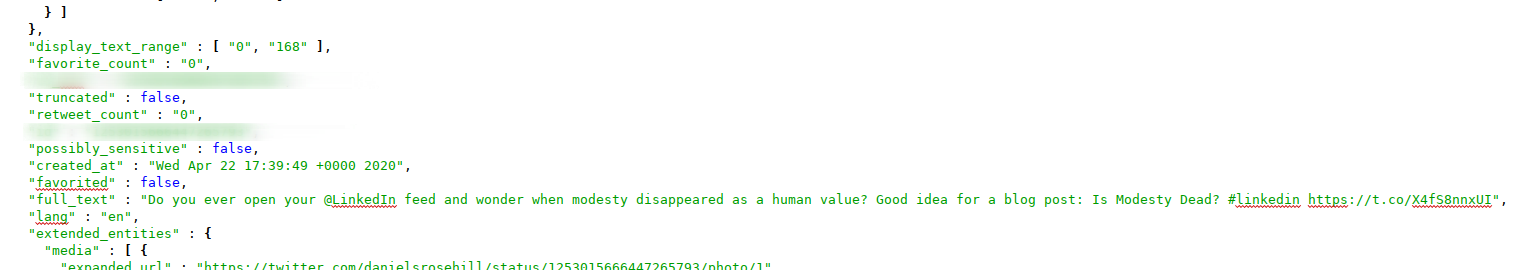 } ]
},
"display_text_range" : [ "0", "168" ],
"favorite_count" : "0",
"truncated" : false,
"retweet_count" : "0",
"possibly_sensitive" : false,
"created_at" : "Wed Apr 22 17:39:49 +0000 2020",
"favorited" : false,
"full_text" : "Do you ever open your @LinkedIn feed and wonder when modesty disappeared as a human value? Good idea for a blog post: Is Modesty Dead? #linkedin https://t.co/X4fS8nnxUI",
"lang" : "en",
"extended_entities" : {
"media" : [ {
"expanded_url" : "https://twitter.com/danielsrosehill/status/1253015666447265793/photo/1"